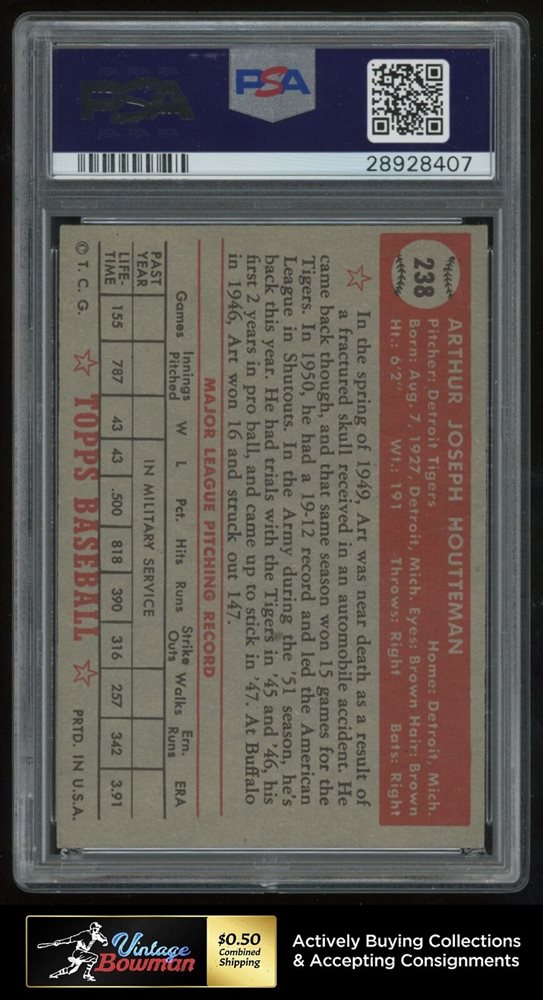 PSA
PSA
28928407
238
ARTHUR JOSEPH HOUTTEMAN
Pitcher: Detroit Tigers Home: Detroit, Mich.
Born: Aug. 7, 1927, Detroit, Mich. Eyes: Brown Hair: Brown
Ht.: 6'2" Wt.: 191 Throws: Right Bats: Right
In the spring of 1949, Art was near death as a result of
a fractured skull received in an automobile accident. He
came back though, and that same season won 15 games for the
Tigers. In 1950, he had a 19-12 record and led the American
League in Shutouts. In the Army during the '51 season, he's
back this year. He had trials with the Tigers in '45 and '46, his
first 2 years in pro ball, and came up to stick in '47. At Buffalo
in 1946, Art won 16 and struck out 147.
MAJOR LEAGUE PITCHING RECORD
Games Innings Pitched W L Pct. Hits Runs Strike Outs Walks Ern. Runs ERA
PAST YEAR IN MILITARY SERVICE
LIFE-TIME 155 787 43 43 .500 818 390 316 257 342 3.91
© T. C. G. TOPPS BASEBALL PRTD. IN U.S.A.
Vintage
Bowman
$0.50
Combined
Shipping
Actively Buying Collections
& Accepting Consignments